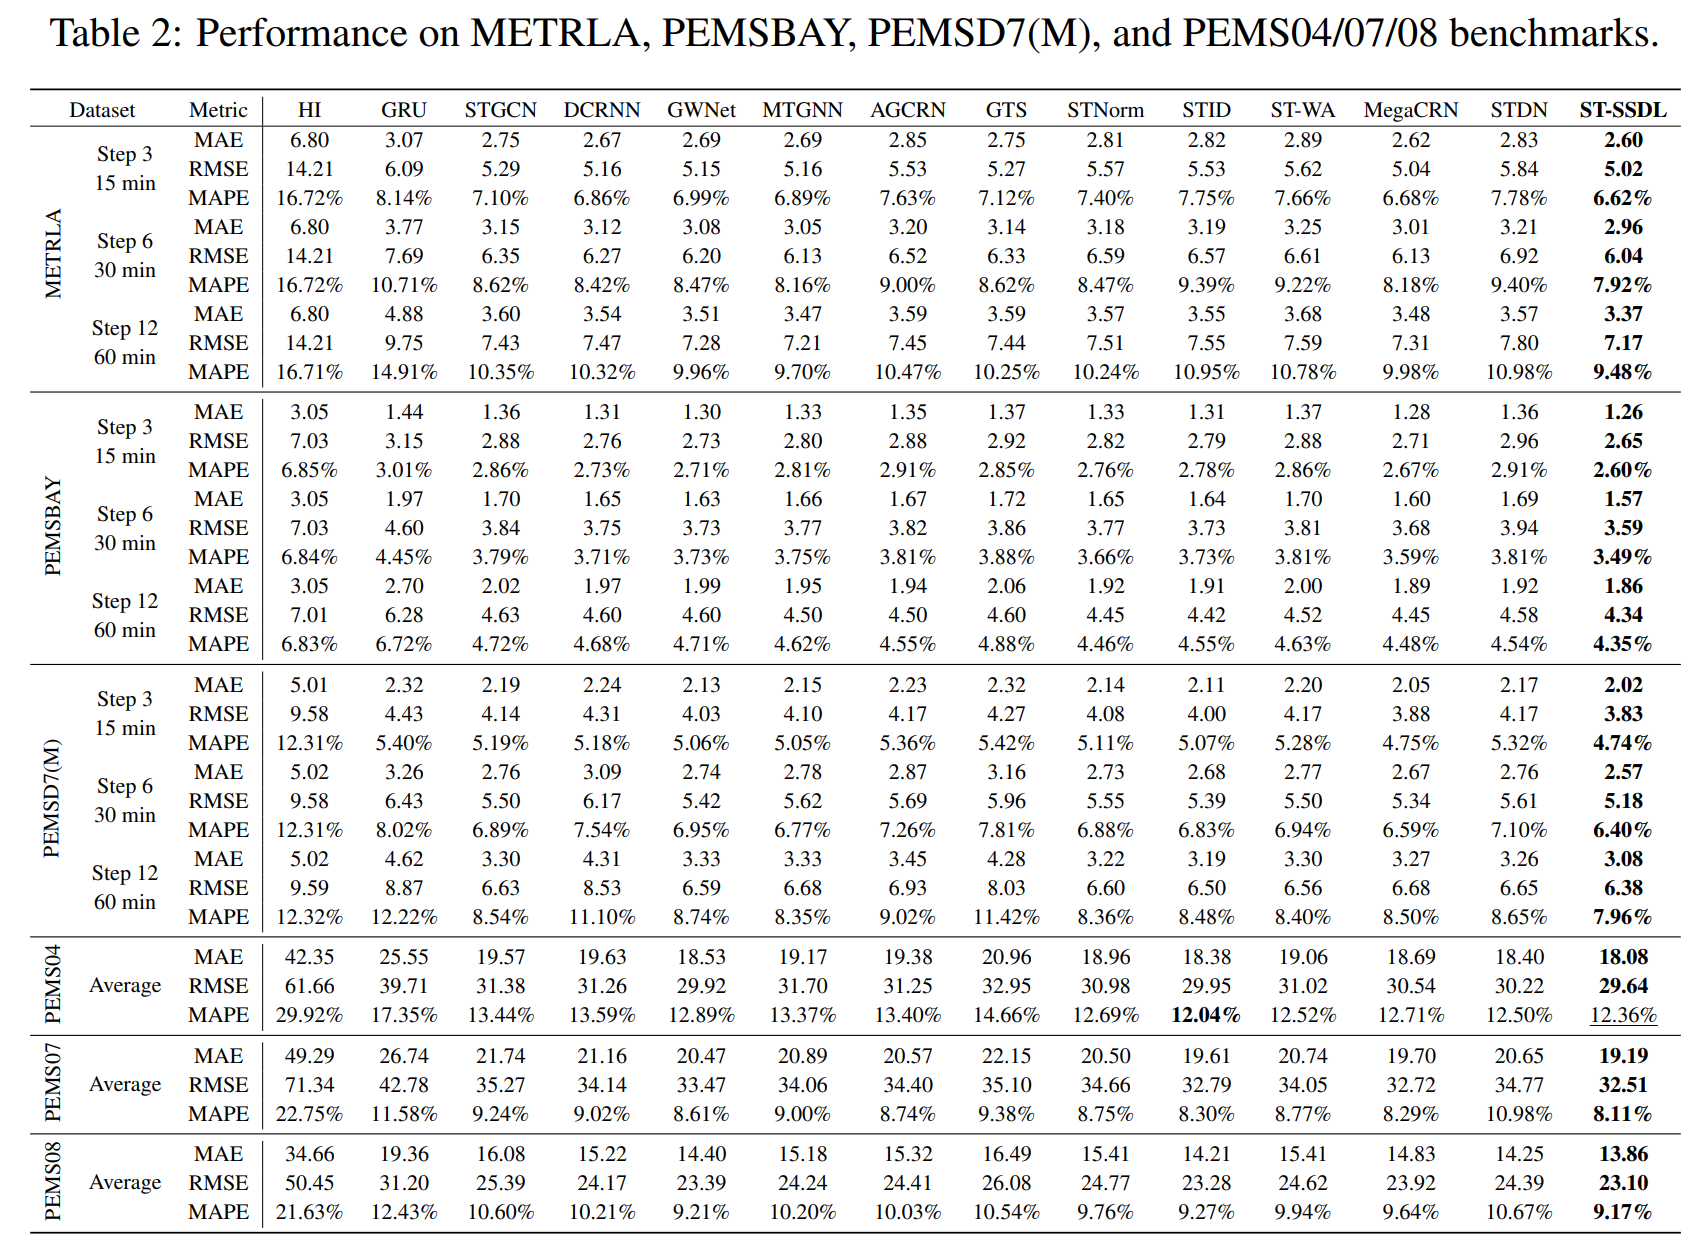 Table 2: Performance on METRLA, PEMSBAY, PEMSD7(M), and PEMS04/07/08 benchmarks.
Dataset Metric HI GRU STGCN DCRNN GWNet MTGNN AGCRN GTS STNorm STID ST-WA MegaCRN STDN ST-SSDL
METRLA
Step 3
15 min
MAE 6.80 3.07 2.75 2.67 2.69 2.69 2.85 2.75 2.81 2.82 2.89 2.62 2.83 2.60
RMSE 14.21 6.09 5.29 5.16 5.15 5.16 5.53 5.27 5.57 5.53 5.62 5.04 5.84 5.02
MAPE 16.72% 8.14% 7.10% 6.86% 6.99% 6.89% 7.63% 7.12% 7.40% 7.75% 7.66% 6.68% 7.78% 6.62%
Step 6
30 min
MAE 6.80 3.77 3.15 3.12 3.08 3.05 3.20 3.14 3.18 3.19 3.25 3.01 3.21 2.96
RMSE 14.21 7.69 6.35 6.27 6.20 6.13 6.52 6.33 6.59 6.57 6.61 6.13 6.92 6.04
MAPE 16.72% 10.71% 8.62% 8.42% 8.47% 8.16% 9.00% 8.62% 8.47% 9.39% 9.22% 8.18% 9.40% 7.92%
Step 12
60 min
MAE 6.80 4.88 3.60 3.54 3.51 3.47 3.59 3.59 3.57 3.55 3.68 3.48 3.57 3.37
RMSE 14.21 9.75 7.43 7.47 7.28 7.21 7.45 7.44 7.51 7.55 7.59 7.31 7.80 7.17
MAPE 16.71% 14.91% 10.35% 10.32% 9.96% 9.70% 10.47% 10.25% 10.24% 10.95% 10.78% 9.98% 10.98% 9.48%
PEMSBAY
Step 3
15 min
MAE 3.05 1.44 1.36 1.31 1.30 1.33 1.35 1.37 1.33 1.31 1.37 1.28 1.36 1.26
RMSE 7.03 3.15 2.88 2.76 2.73 2.80 2.88 2.92 2.82 2.79 2.88 2.71 2.96 2.65
MAPE 6.85% 3.01% 2.86% 2.73% 2.71% 2.81% 2.91% 2.85% 2.76% 2.78% 2.86% 2.67% 2.91% 2.60%
Step 6
30 min
MAE 3.05 1.97 1.70 1.65 1.63 1.66 1.67 1.72 1.65 1.64 1.70 1.60 1.69 1.57
RMSE 7.03 4.60 3.84 3.75 3.73 3.77 3.82 3.86 3.77 3.73 3.81 3.68 3.94 3.59
MAPE 6.84% 4.45% 3.79% 3.71% 3.73% 3.75% 3.81% 3.88% 3.66% 3.73% 3.81% 3.59% 3.81% 3.49%
Step 12
60 min
MAE 3.05 2.70 2.02 1.97 1.99 1.95 1.94 2.06 1.92 1.91 2.00 1.89 1.92 1.86
RMSE 7.01 6.28 4.63 4.60 4.60 4.50 4.50 4.60 4.45 4.42 4.52 4.45 4.58 4.34
MAPE 6.83% 6.72% 4.72% 4.68% 4.71% 4.62% 4.55% 4.88% 4.46% 4.55% 4.63% 4.48% 4.54% 4.35%
PEMSD7(M)
Step 3
15 min
MAE 5.01 2.32 2.19 2.24 2.13 2.15 2.23 2.32 2.14 2.11 2.20 2.05 2.17 2.02
RMSE 9.58 4.43 4.14 4.31 4.03 4.10 4.17 4.27 4.08 4.00 4.17 3.88 4.17 3.83
MAPE 12.31% 5.40% 5.19% 5.18% 5.06% 5.05% 5.36% 5.42% 5.11% 5.07% 5.28% 4.75% 5.32% 4.74%
Step 6
30 min
MAE 5.02 3.26 2.76 3.09 2.74 2.78 2.87 3.16 2.73 2.68 2.77 2.67 2.76 2.57
RMSE 9.58 6.43 5.50 6.17 5.42 5.62 5.69 5.96 5.55 5.39 5.50 5.34 5.61 5.18
MAPE 12.31% 8.02% 6.89% 7.54% 6.95% 6.77% 7.26% 7.81% 6.88% 6.83% 6.94% 6.59% 7.10% 6.40%
Step 12
60 min
MAE 5.02 4.62 3.30 4.31 3.33 3.33 3.45 4.28 3.22 3.19 3.30 3.27 3.26 3.08
RMSE 9.59 8.87 6.63 8.53 6.59 6.68 6.93 8.03 6.60 6.50 6.56 6.68 6.65 6.38
MAPE 12.32% 12.22% 8.54% 11.10% 8.74% 8.35% 9.02% 11.42% 8.36% 8.48% 8.40% 8.50% 8.65% 7.96%
PEMS04
Average
MAE 42.35 25.55 19.57 19.63 18.53 19.17 19.38 20.96 18.96 18.38 19.06 18.69 18.40 18.08
RMSE 61.66 39.71 31.38 31.26 29.92 31.70 31.25 32.95 30.98 29.95 31.02 30.54 30.22 29.64
MAPE 29.92% 17.35% 13.44% 13.59% 12.89% 13.37% 13.40% 14.66% 12.69% 12.04% 12.52% 12.71% 12.50% 12.36%
PEMS07
Average
MAE 49.29 26.74 21.74 21.16 20.47 20.89 20.57 22.15 20.50 19.61 20.74 19.70 20.65 19.19
RMSE 71.34 42.78 35.27 34.14 33.47 34.06 34.40 35.10 34.66 32.79 34.05 32.72 34.77 32.51
MAPE 22.75% 11.58% 9.24% 9.02% 8.61% 9.00% 8.74% 9.38% 8.75% 8.30% 8.77% 8.29% 10.98% 8.11%
PEMS08
Average
MAE 34.66 19.36 16.08 15.22 14.40 15.18 15.32 16.49 15.41 14.21 15.41 14.83 14.25 13.86
RMSE 50.45 31.20 25.39 24.17 23.39 24.24 24.41 26.08 24.77 23.28 24.62 23.92 24.39 23.10
MAPE 21.63% 12.43% 10.60% 10.21% 9.21% 10.20% 10.03% 10.54% 9.76% 9.27% 9.94% 9.64% 10.67% 9.17%